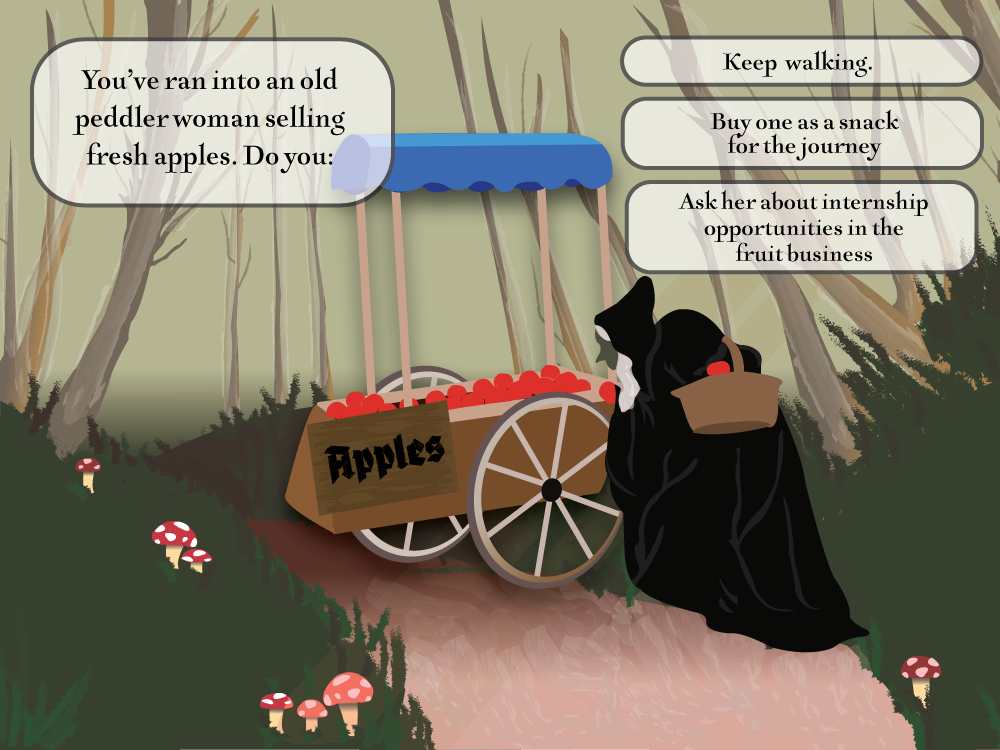 You've ran into an old
peddler woman selling
fresh apples. Do you:
Keep walking.
Buy one as a snack
for the journey
Ask her about internship
opportunities in the
fruit business
Apples